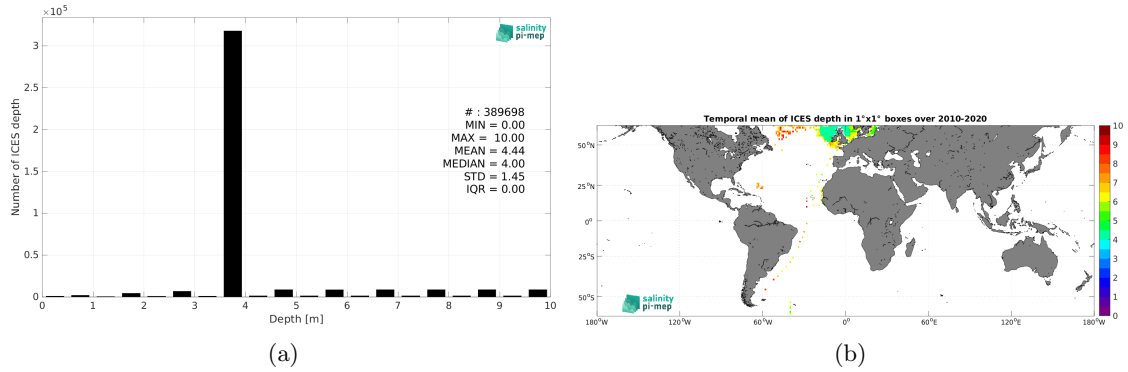 ×10^5
salinity
pi-mep
3
2.5
2
1.5
1
0.5
0
Number of ICES depth
# : 389698
MIN = 0.00
MAX = 10.00
MEAN = 4.44
MEDIAN = 4.00
STD = 1.45
IQR = 0.00
0 1 2 3 4 5 6 7 8 9 10
Depth [m]
(a)
Temporal mean of ICES depth in 1°x1° boxes over 2010-2020
50°N
25°N
0°
25°S
50°S
180°W 120°W 60°W 0° 60°E 120°E 180°W
salinity
pi-mep
10
9
8
7
6
5
4
3
2
1
0
(b)